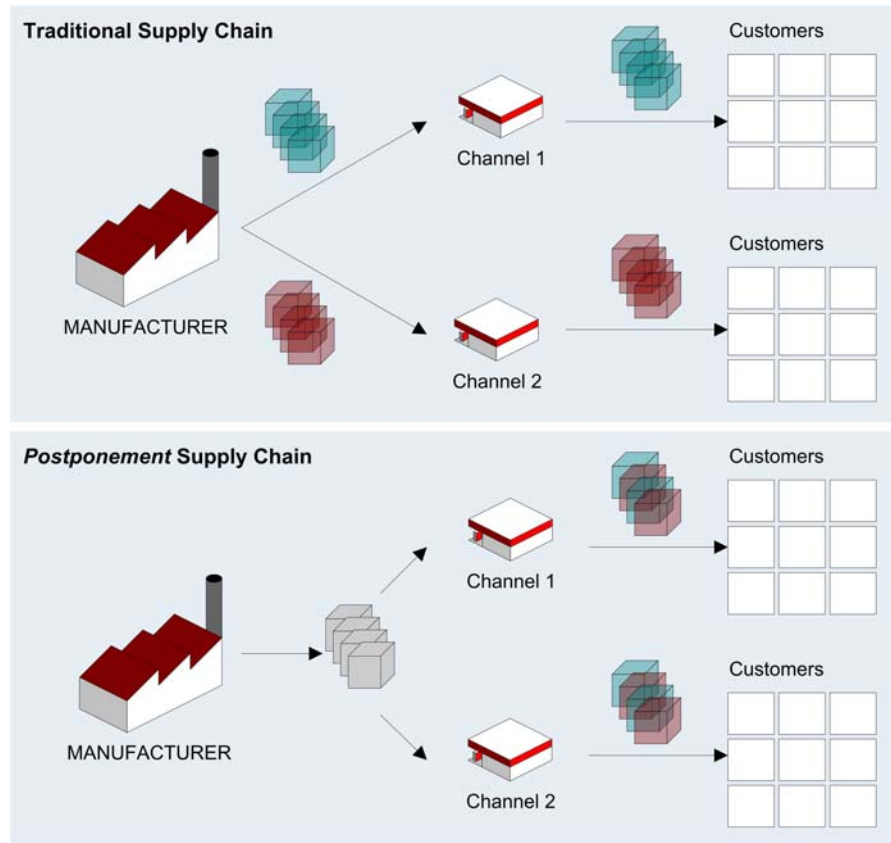 Traditional Supply Chain
Customers
Channel 1
MANUFACTURER
Customers
Channel 2
Postponement Supply Chain
Customers
Channel 1
MANUFACTURER
Customers
Channel 2